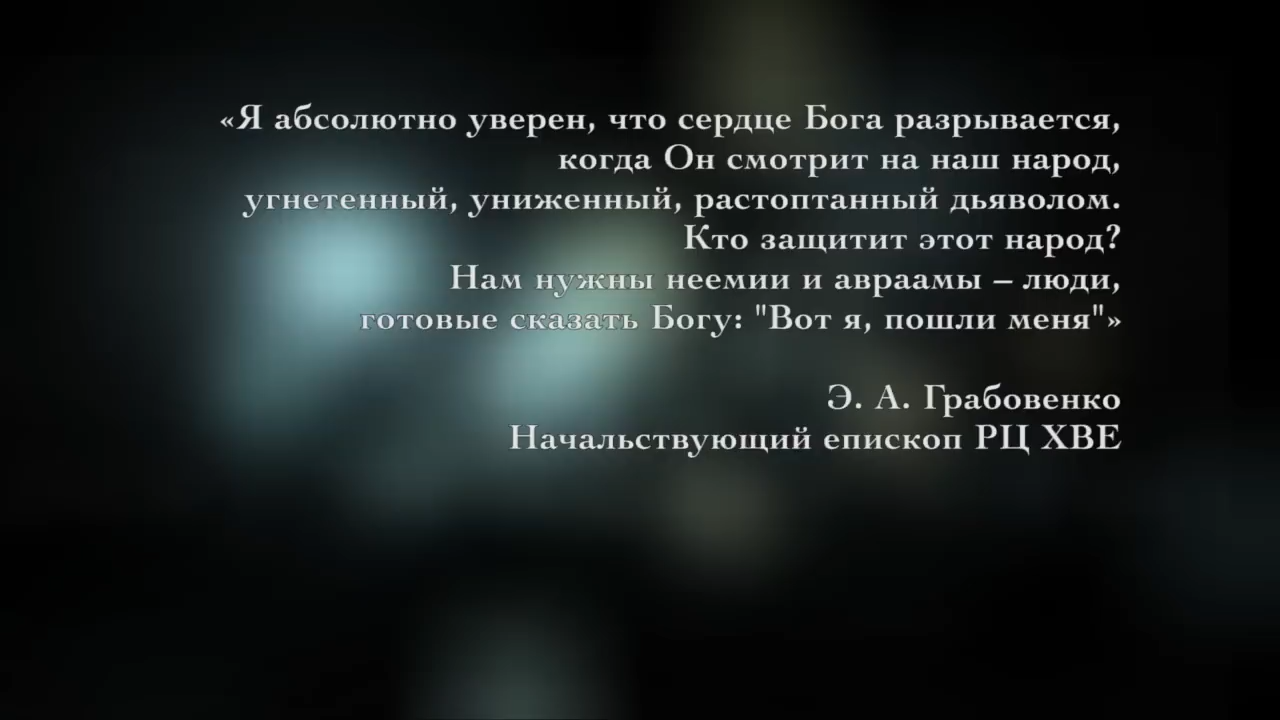 «Я абсолютно уверен, что сердце Бога разрывается,
когда Он смотрит на наш народ,
угнетенный, униженный, растоптанный дьяволом.
Кто защитит этот народ?
Нам нужны неемии и авраамы – люди,
готовые сказать Богу: "Вот я, пошли меня"»
Э. А. Грабовенко
Начальствующий епископ РЦ ХВЕ